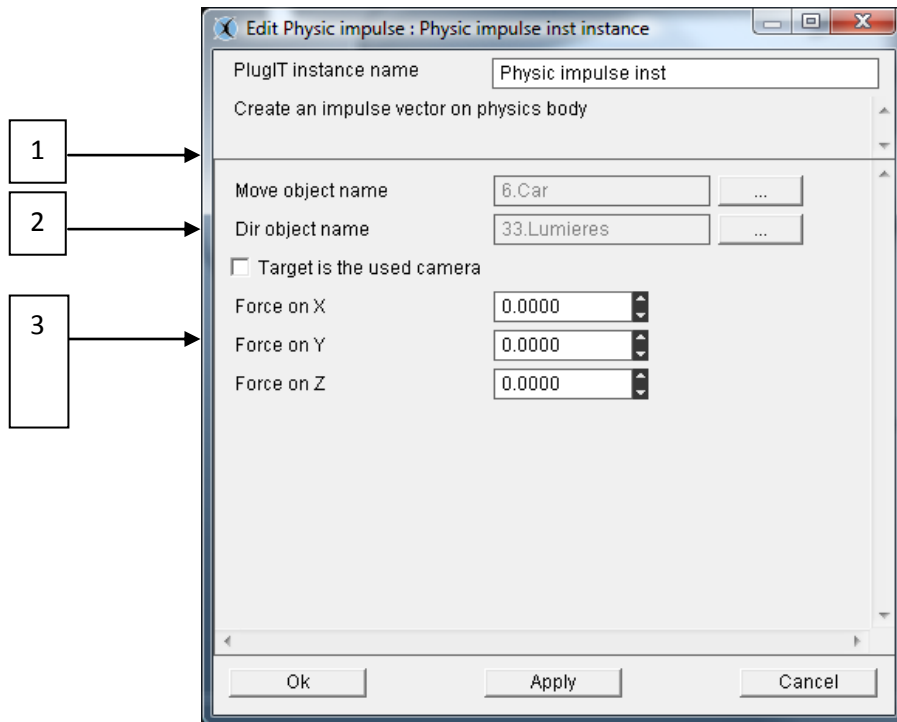 Edit Physic impulse : Physic impulse inst instance
PlugIT instance name Physic impulse inst
Create an impulse vector on physics body
1
Move object name 6.Car ...
2
Dir object name 33.Lumieres ...
Target is the used camera
Force on X 0.0000
3
Force on Y 0.0000
Force on Z 0.0000
Ok Apply Cancel